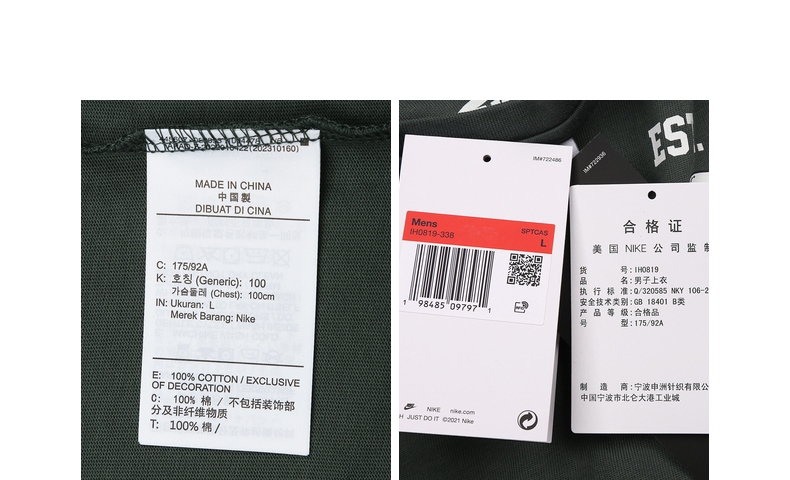 (202310160)
MADE IN CHINA
中国製
DIBUAT DI CINA
C: 175/92A
K: 호칭 (Generic): 100
가슴둘레 (Chest): 100cm
IN: Ukuran: L
Merek Barang: Nike
E: 100% COTTON / EXCLUSIVE
OF DECORATION
C: 100% 棉 / 不包括装饰部
分及非纤维物质
T: 100% 棉 /
EST.
IM#722486
Mens
SPTCAS
IH0819-338
L
1 98485 09797 1
NIKE nike.com
H JUST DO IT ©2021 Nike
IM#722936
合格证
美国 NIKE 公司监制
货 号: IH0819
品 名: 男子上衣
执行标准: Q/320585 NKY 106-2
安全技术类别: GB 18401 B类
产品等级: 合格品
号 型: 175/92A
制造商: 宁波申洲针织有限公
中国宁波市北仑大港工业城